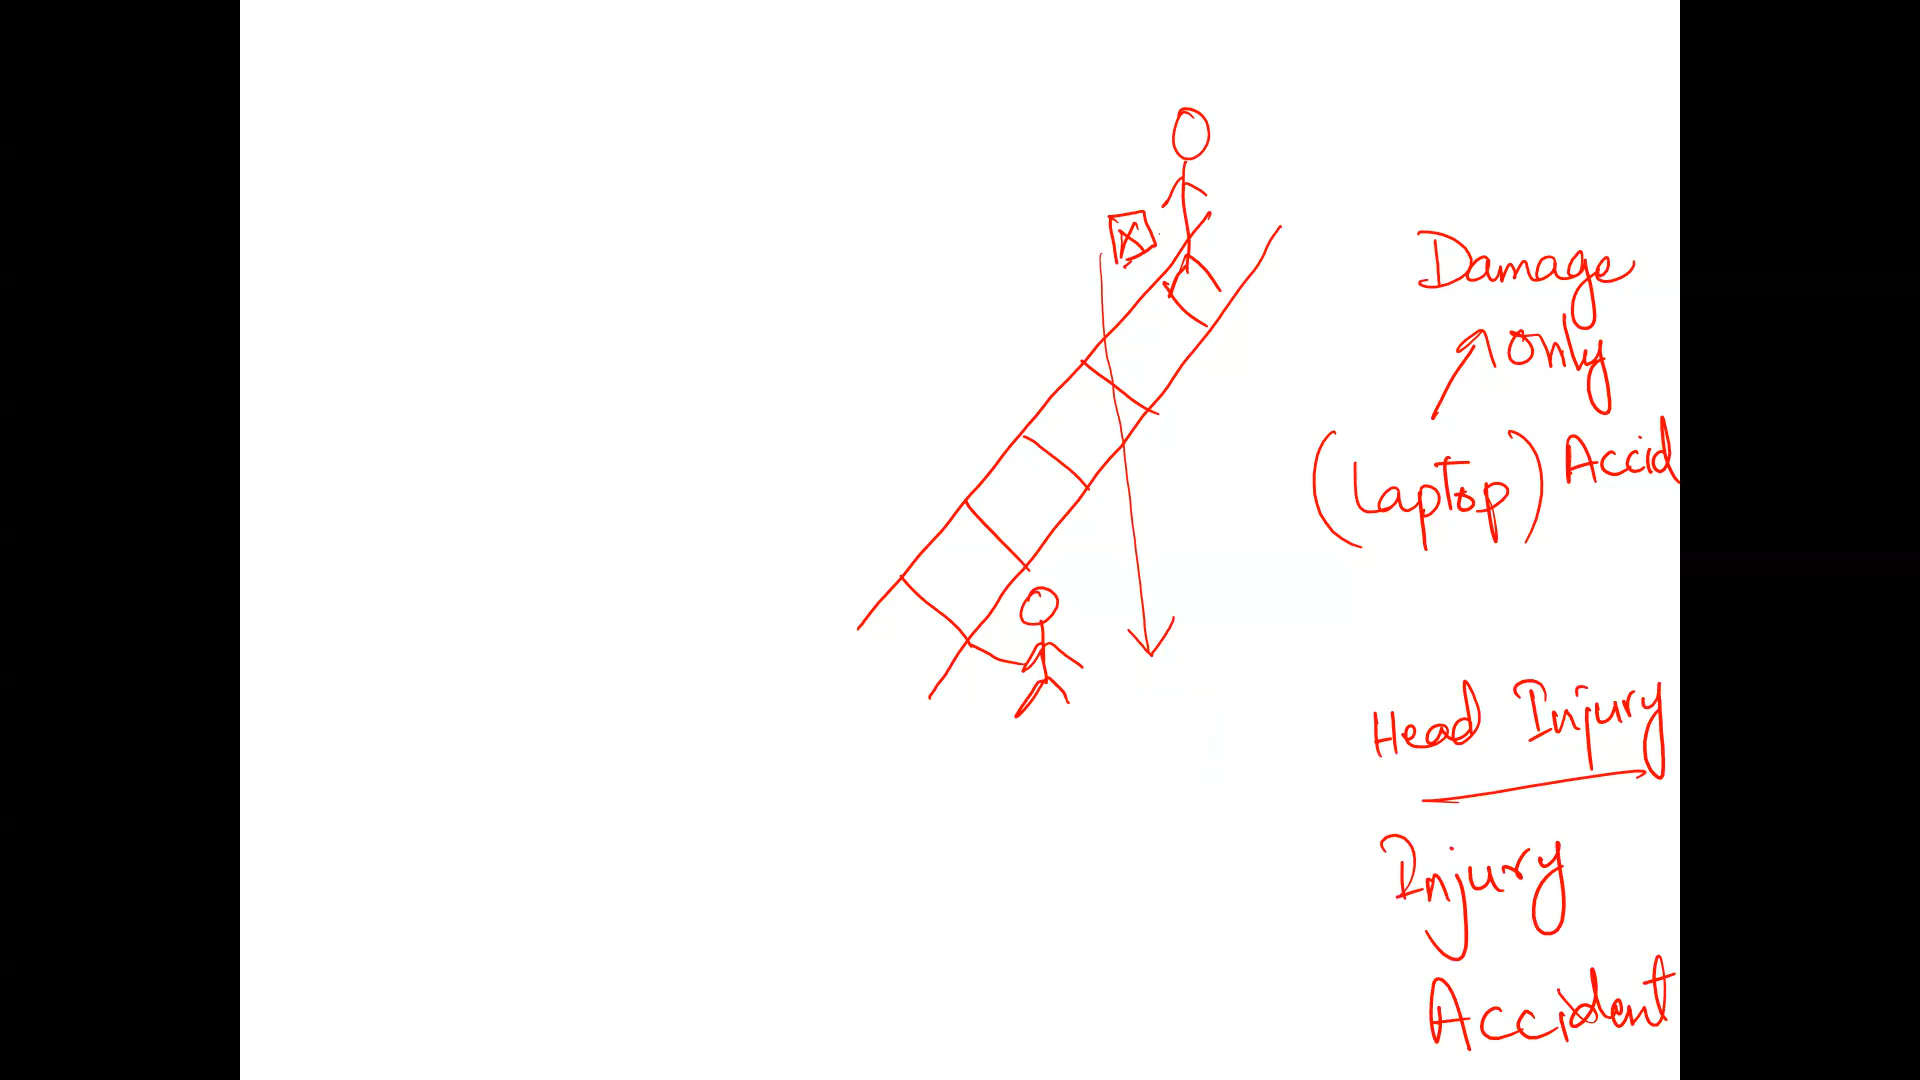 Damage
only
(Laptop) Accid
Head Injury
Injury
Accident